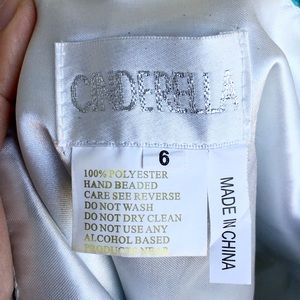 CINDERELLA
6
100% POLYESTER
HAND BEADED
CARE SEE REVERSE
DO NOT WASH
DO NOT DRY CLEAN
DO NOT USE ANY
ALCOHOL BASED
PRODUCTS NEAR
MADE IN CHINA